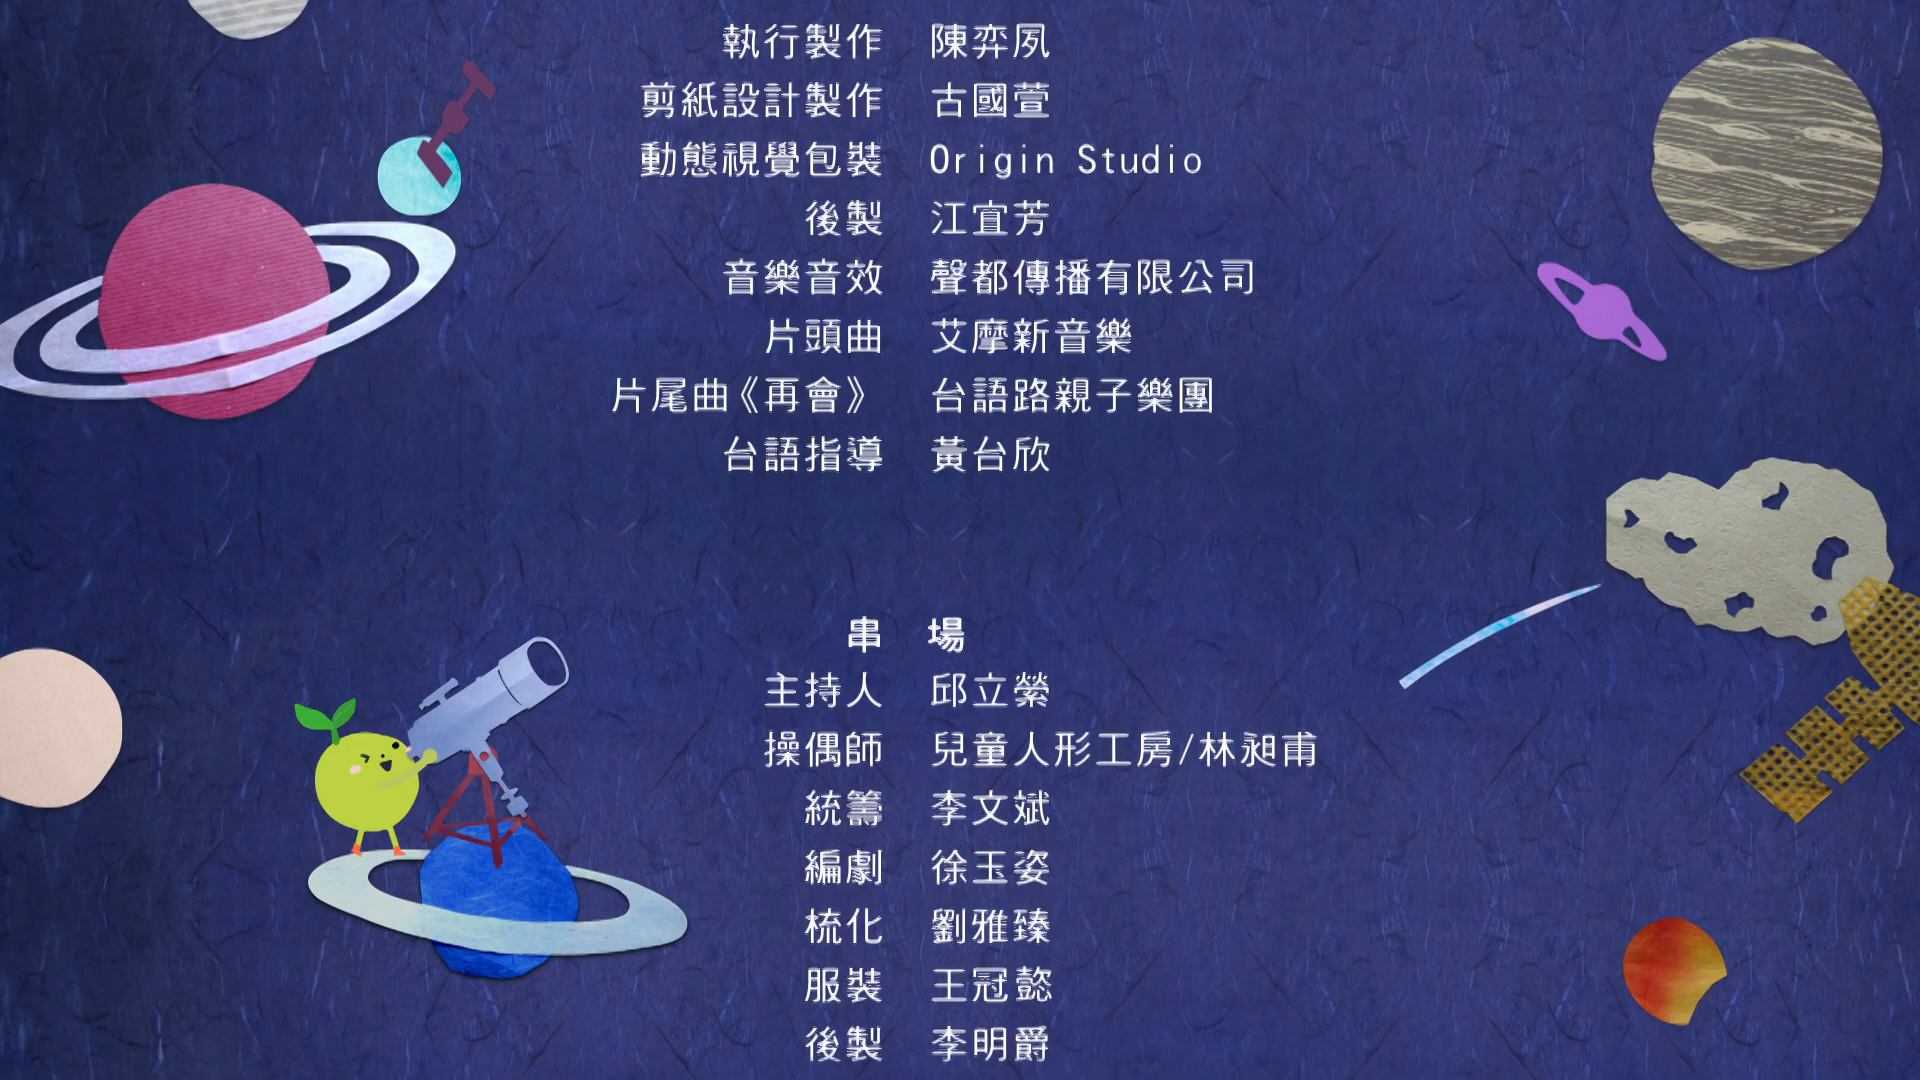 執行製作 陳弈夙
剪紙設計製作 古國萱
動態視覺包裝 Origin Studio
後製 江宜芳
音樂音效 聲都傳播有限公司
片頭曲 艾摩新音樂
片尾曲《再會》 台語路親子樂團
台語指導 黃台欣
串 場
主持人 邱立縈
操偶師 兒童人形工房/林昶甫
統籌 李文斌
編劇 徐玉姿
梳化 劉雅臻
服裝 王冠懿
後製 李明爵